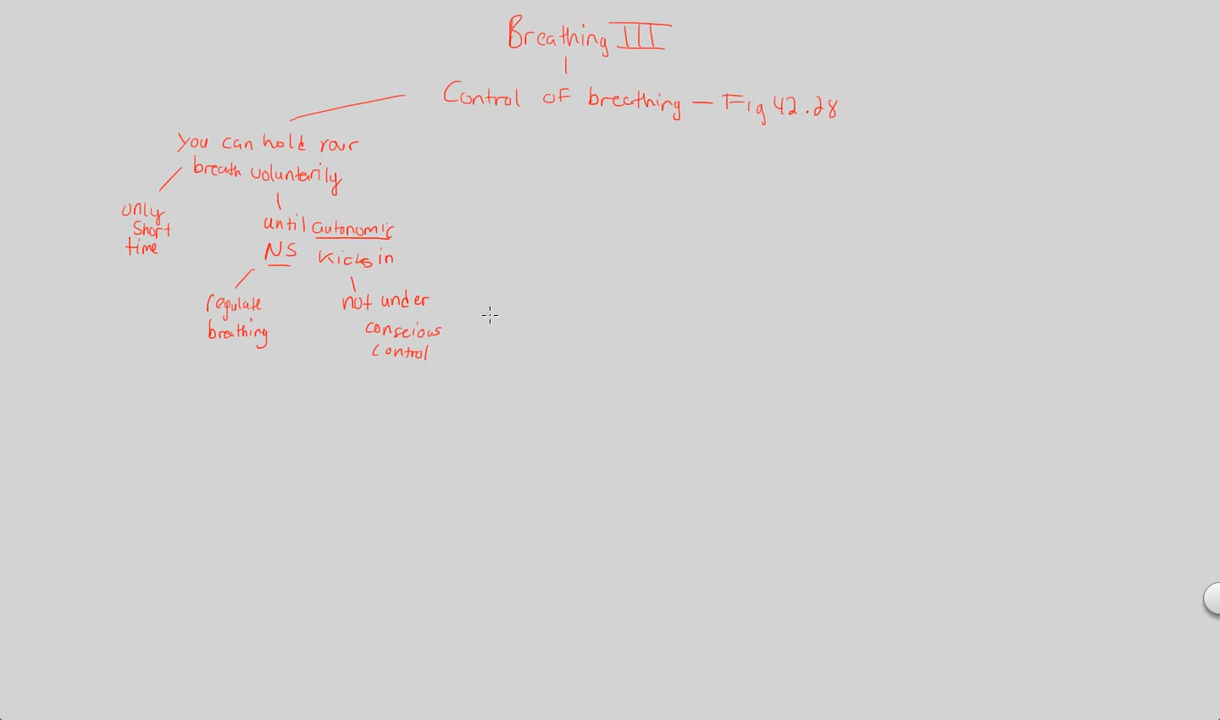 Breathing III
Control of breathing — Fig 42.28
You can hold your
breath voluntarily
only
short
time
until autonomic
NS kicks in
regulate
breathing
not under
conscious
control